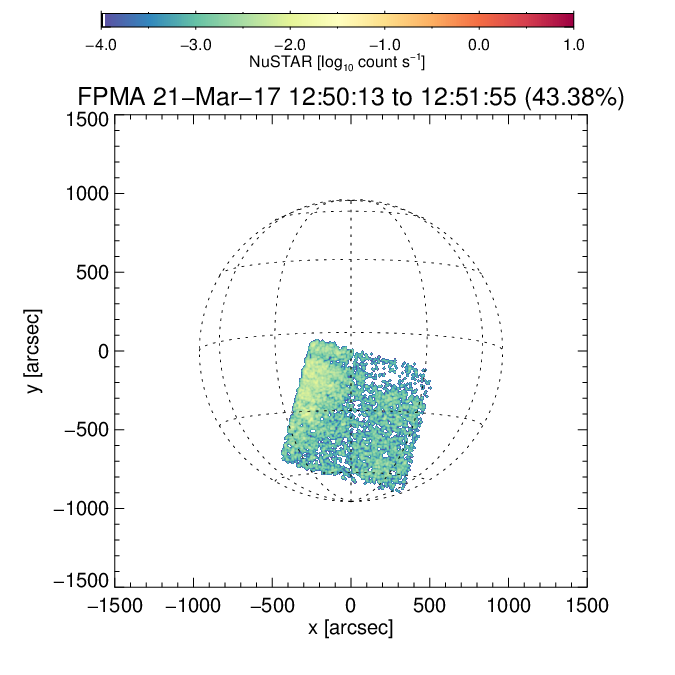 −4.0 −3.0 −2.0 −1.0 0.0 1.0
NuSTAR [log₁₀ count s⁻¹]
FPMA 21−Mar−17 12:50:13 to 12:51:55 (43.38%)
1500
1000
500
0
−500
−1000
−1500
y [arcsec]
−1500 −1000 −500 0 500 1000 1500
x [arcsec]